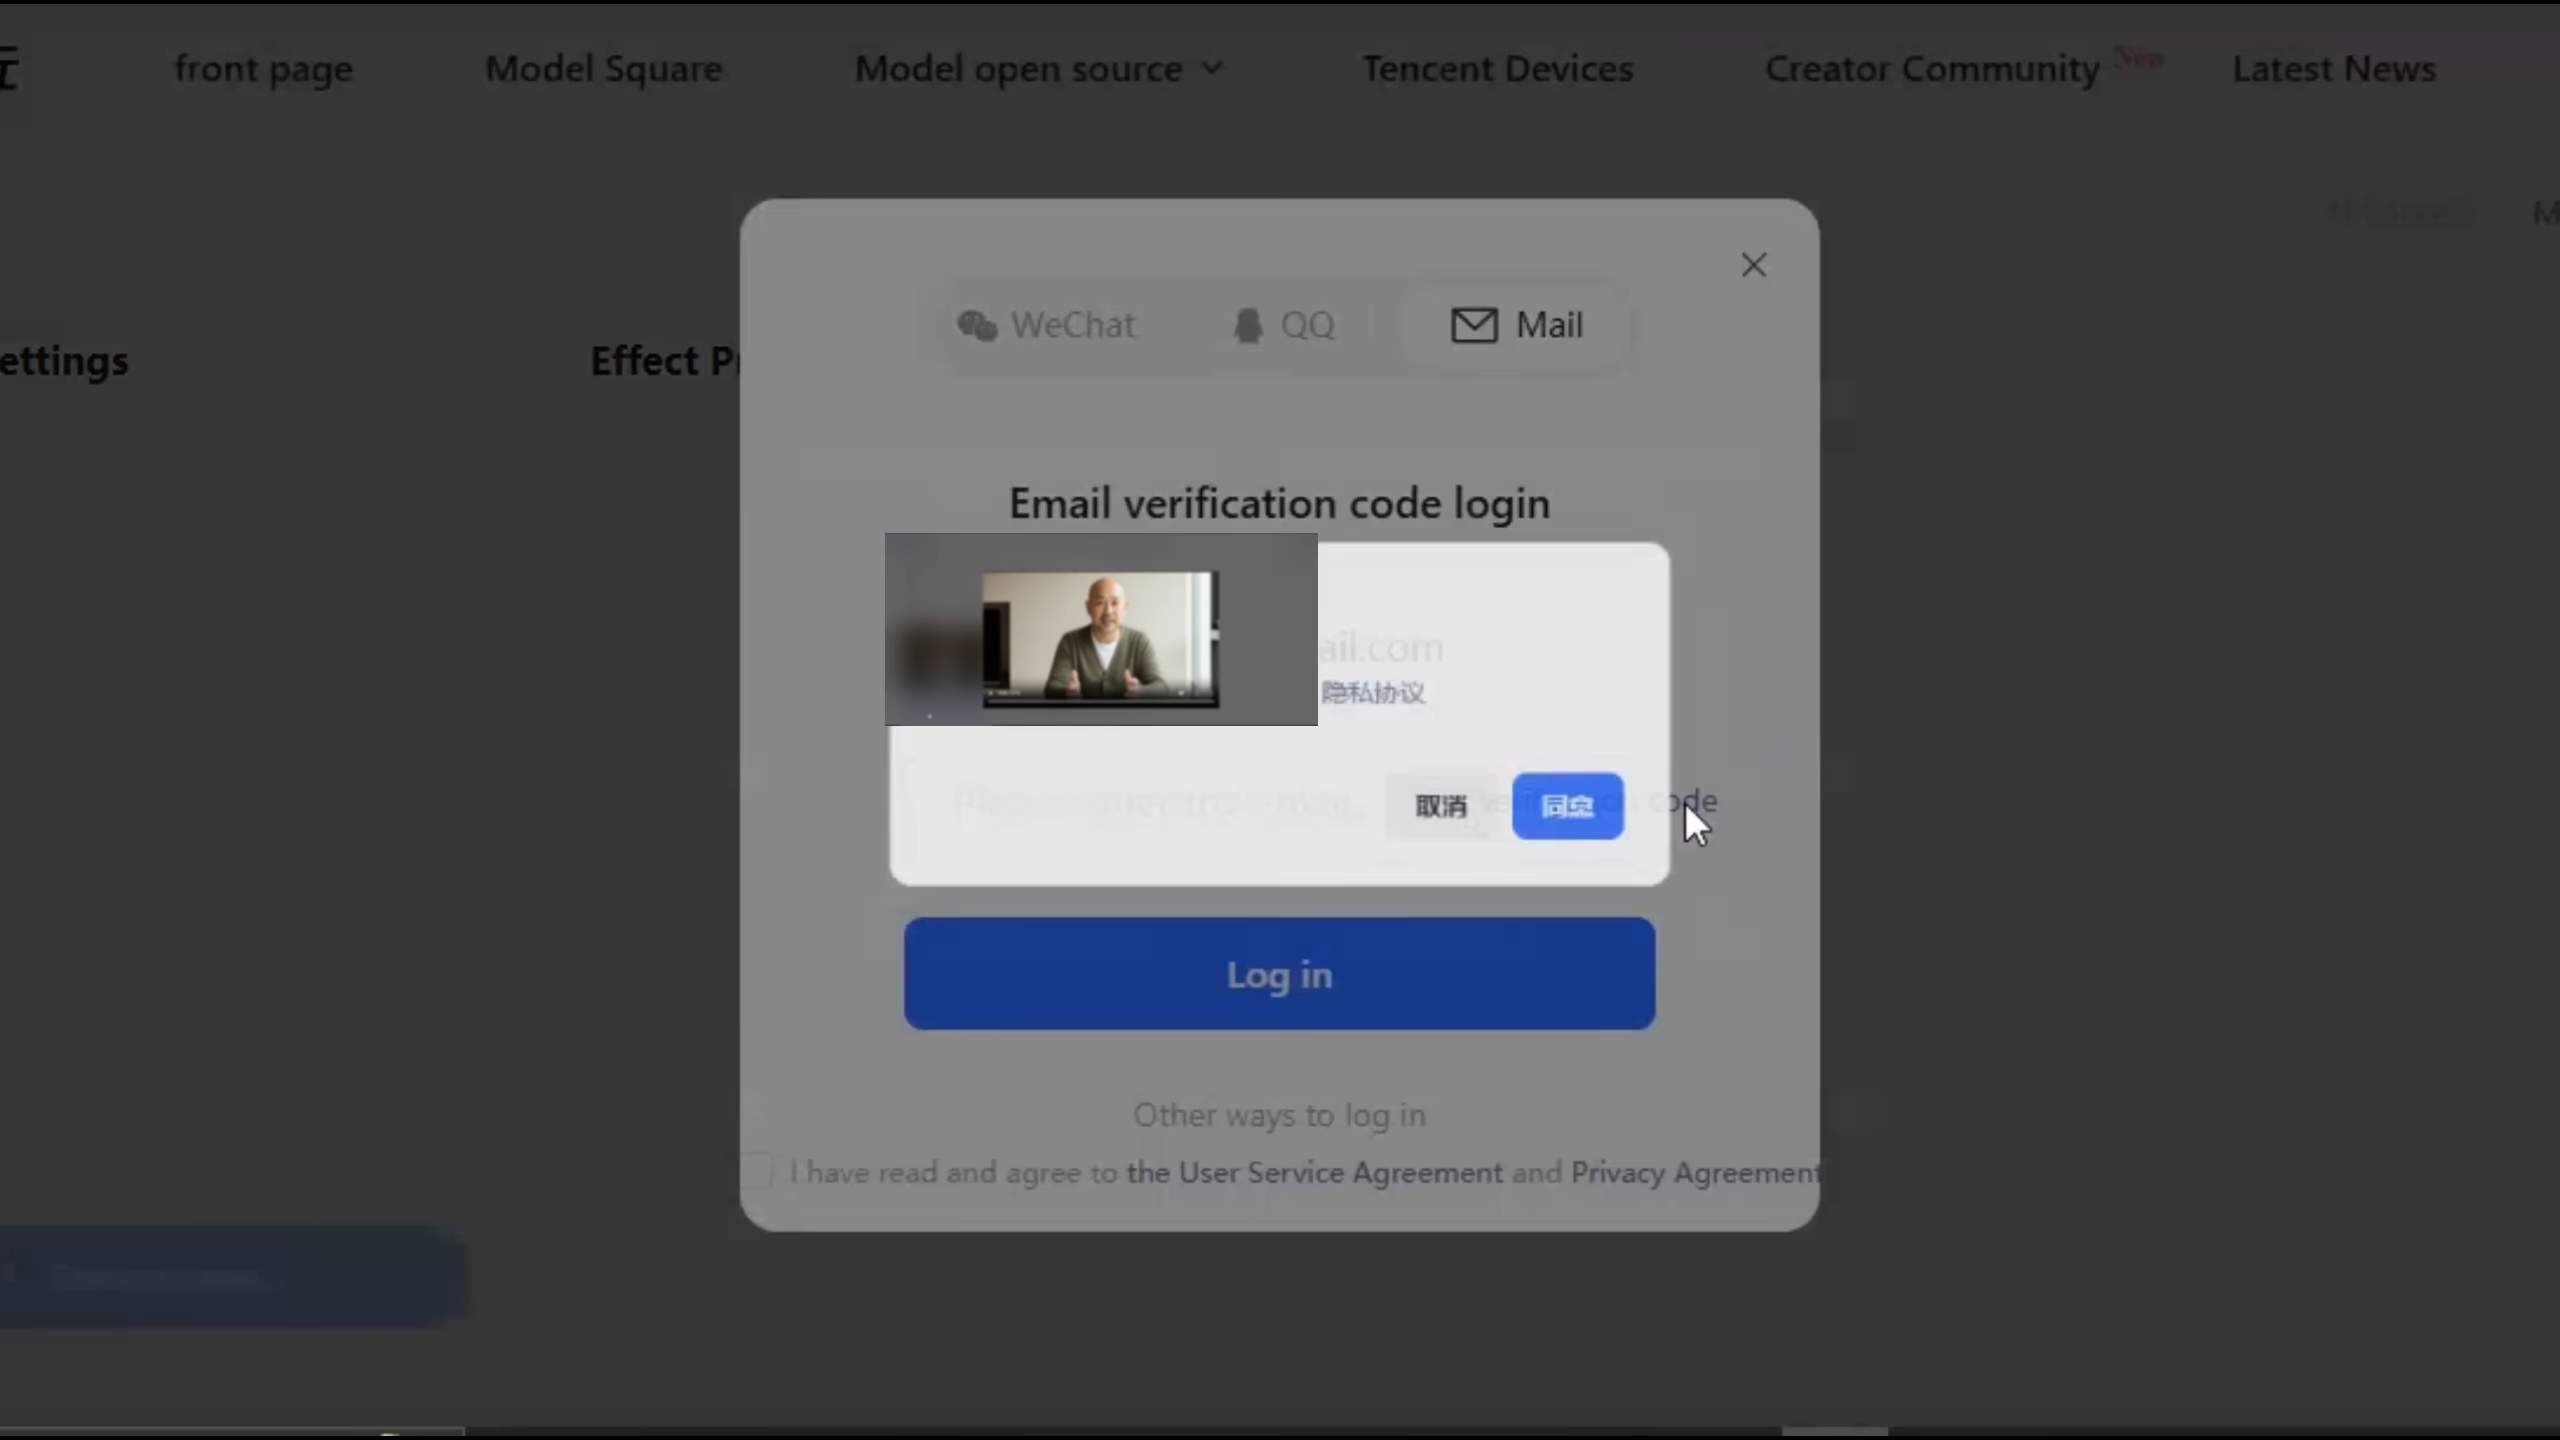 front page
Model Square
Model open source
Tencent Devices
Creator Community New
Latest News
ettings
Effect Pr
WeChat
QQ
Mail
Email verification code login
ail.com
隐私协议
取消
同意
code
Log in
Other ways to log in
I have read and agree to the User Service Agreement and Privacy Agreement